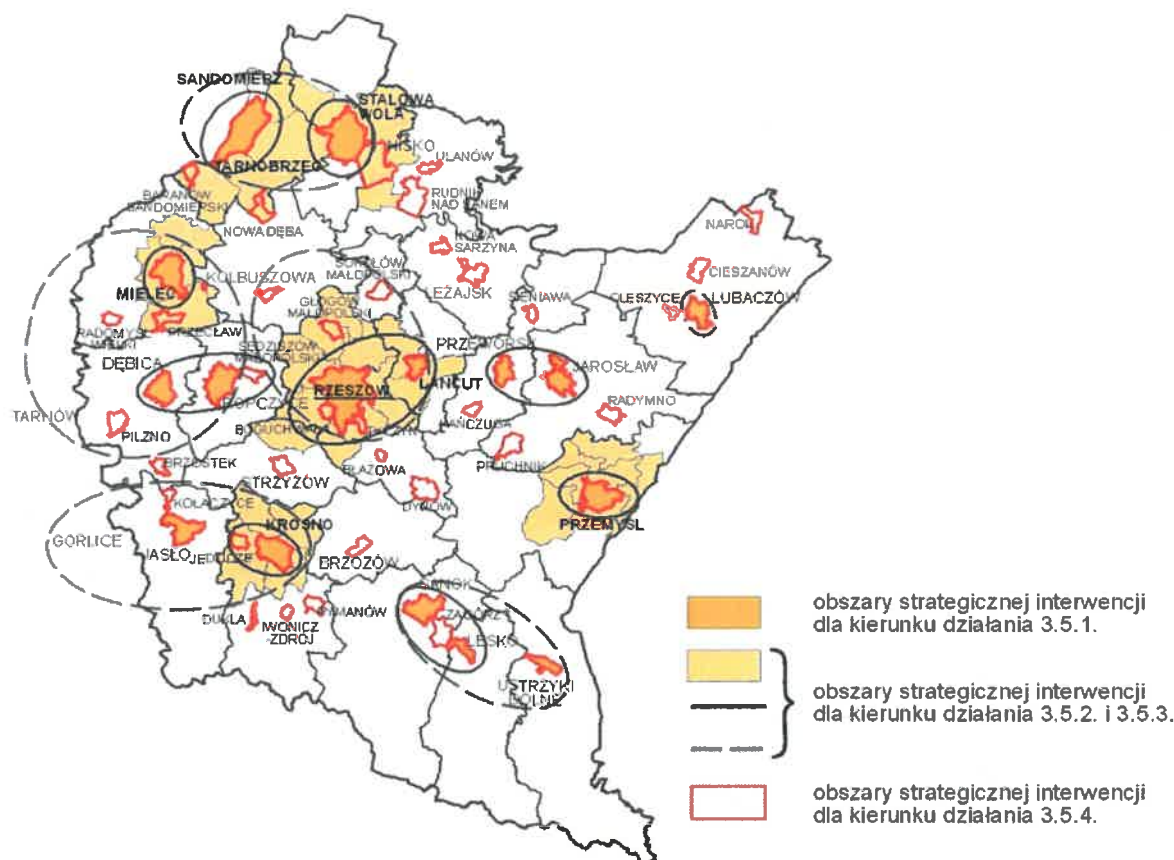 SANDOMIERZ
STALOWA
WOLA
NISKO
ULANÓW
TARNOBRZEG
BARANÓW
SANDOMIERSKI
RUDNIK
NAD SANEM
NOWA DĘBA
NAROL
NOWA
SARZYNA
SOKOŁÓW
MAŁOPOLSKI
CIESZANÓW
KOLBUSZOWA
LEŻAJSK
MIELEC
OLESZYCE
LUBACZÓW
SIENIAWA
GŁOGÓW
MAŁOPOLSKI
RADOMYŚL
WIELKI
PRZECŁAW
SĘDZISZÓW
MAŁOPOLSKI
PRZEWORSK
DĘBICA
JAROSŁAW
RZESZÓW
ŁAŃCUT
ROPCZYCE
RADYMNO
TARNÓW
PILZNO
BOGUCHWAŁA
TYCZYN
KAŃCZUGA
BRZOSTEK
STRZYŻÓW
BŁAŻOWA
PRUCHNIK
DYNÓW
KOŁACZYCE
KROSNO
PRZEMYŚL
GORLICE
JASŁO
JEDLICZE
BRZOZÓW
SANOK
ZAGÓRZ
RYMANÓW
DUKLA
IWONICZ
-ZDRÓJ
LESKO
USTRZYKI
DOLNE
obszary strategicznej interwencji
dla kierunku działania 3.5.1.
obszary strategicznej interwencji
dla kierunku działania 3.5.2. i 3.5.3.
obszary strategicznej interwencji
dla kierunku działania 3.5.4.